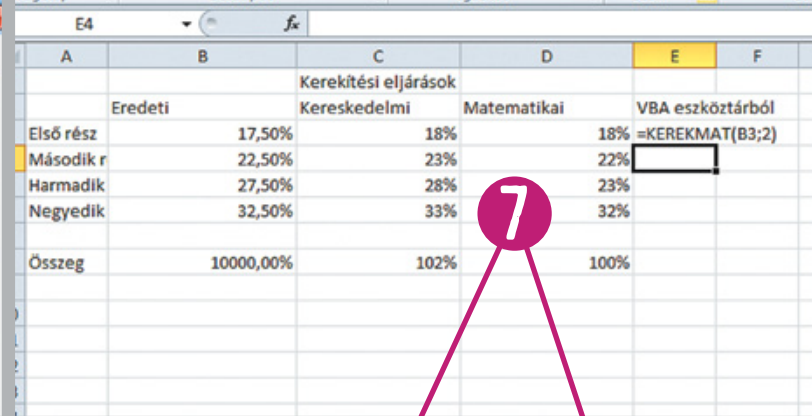 E4 fx
A B C D E F
Kerekítési eljárások
Eredeti Kereskedelmi Matematikai VBA eszköztárból
Első rész 17,50% 18% 18% =KEREKMAT(B3;2)
Második r 22,50% 23% 22%
Harmadik 27,50% 28% 23%
Negyedik 32,50% 33% 32%
7
Összeg 10000,00% 102% 100%